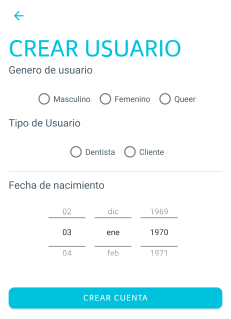 CREAR USUARIO
Genero de usuario
Masculino Femenino Queer
Tipo de Usuario
Dentista Cliente
Fecha de nacimiento
02 dic 1969
03 ene 1970
04 feb 1971
CREAR CUENTA